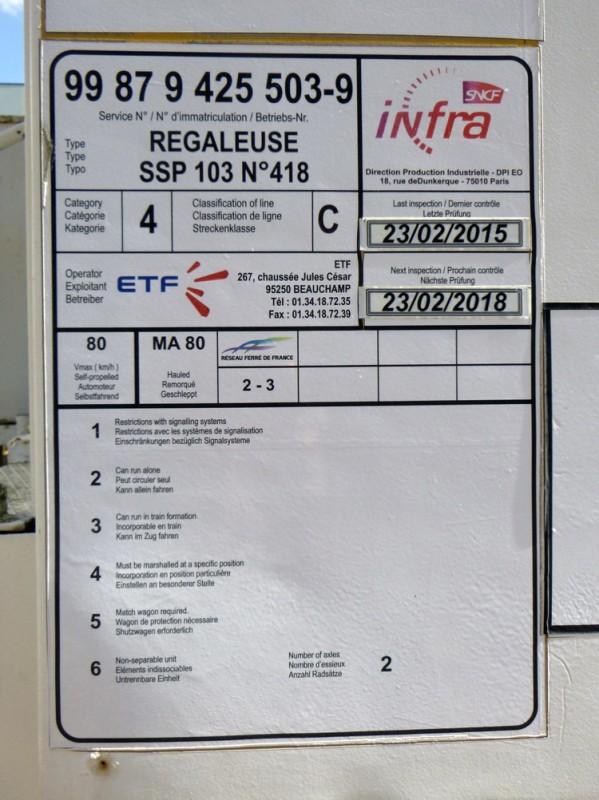 99 87 9 425 503-9
Service N° / N° d'immatriculation / Betriebs-Nr.
Type
Type
Typo
REGALEUSE
SSP 103 N°418
SNCF
iNfra
Direction Production Industrielle - DPI EO
18, rue deDunkerque - 75010 Paris
Category
Catégorie
Kategorie
4
Classification of line
Classification de ligne
Streckenklasse
C
Last inspection / Dernier contrôle
Letzte Prüfung
23/02/2015
Operator
Exploitant
Betreiber
ETF
ETF
267, chaussée Jules César
95250 BEAUCHAMP
Tél : 01.34.18.72.35
Fax : 01.34.18.72.39
Next inspection / Prochain contrôle
Nächste Prüfung
23/02/2018
80
Vmax ( km/h )
Self-propelled
Automoteur
Selbstfahrend
MA 80
Hauled
Remorqué
Geschleppt
RÉSEAU FERRÉ DE FRANCE
2 - 3
1
Restrictions with signalling systems
Restrictions avec les systèmes de signalisation
Einschränkungen bezüglich Signalsysteme
2
Can run alone
Peut circuler seul
Kann allein fahren
3
Can run in train formation
Incorporable en train
Kann im Zug fahren
4
Must be marshalled at a specific position
Incorporation en position particulière
Einstellen an besonderer Stelle
5
Match wagon required
Wagon de protection nécessaire
Shutzwagen erforderlich
6
Non-separable unit
Eléments indissociables
Untrennbare Einheit
Number of axles
Nombre d'essieux
Anzahl Radsätze
2